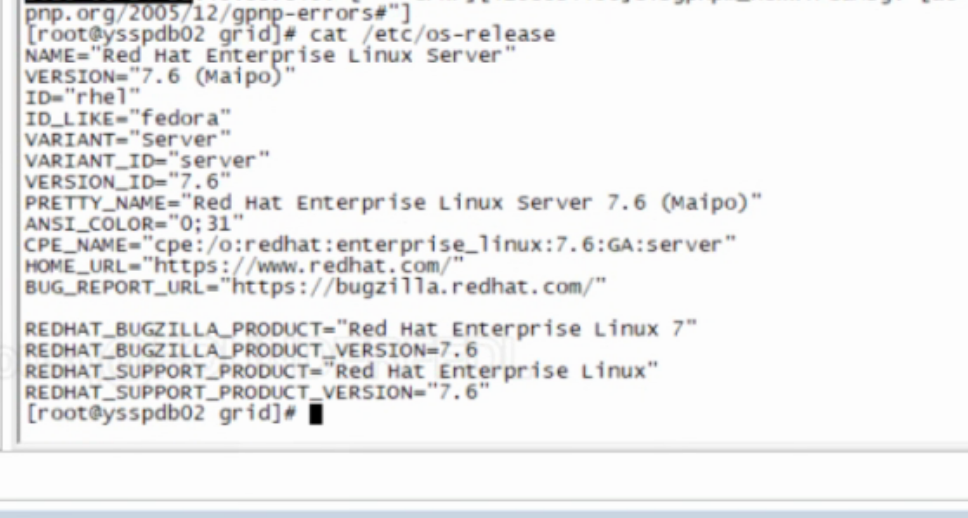 pnp.org/2005/12/gpnp-errors#"]
[root@ysspdb02 grid]# cat /etc/os-release
NAME="Red Hat Enterprise Linux Server"
VERSION="7.6 (Maipo)"
ID="rhel"
ID_LIKE="fedora"
VARIANT="Server"
VARIANT_ID="server"
VERSION_ID="7.6"
PRETTY_NAME="Red Hat Enterprise Linux Server 7.6 (Maipo)"
ANSI_COLOR="0;31"
CPE_NAME="cpe:/o:redhat:enterprise_linux:7.6:GA:server"
HOME_URL="https://www.redhat.com/"
BUG_REPORT_URL="https://bugzilla.redhat.com/"
REDHAT_BUGZILLA_PRODUCT="Red Hat Enterprise Linux 7"
REDHAT_BUGZILLA_PRODUCT_VERSION=7.6
REDHAT_SUPPORT_PRODUCT="Red Hat Enterprise Linux"
REDHAT_SUPPORT_PRODUCT_VERSION="7.6"
[root@ysspdb02 grid]#